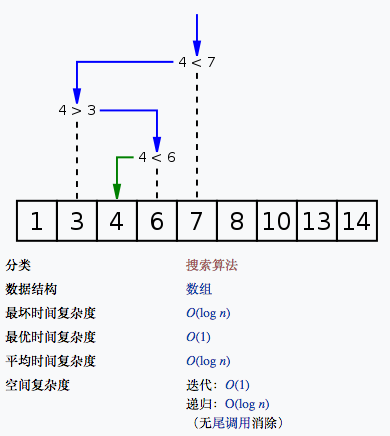 4 < 7
4 > 3
4 < 6
1 3 4 6 7 8 10 13 14
分类 搜索算法
数据结构 数组
最坏时间复杂度 O(log n)
最优时间复杂度 O(1)
平均时间复杂度 O(log n)
空间复杂度 迭代：O(1)
递归：O(log n)
（无尾调用消除）